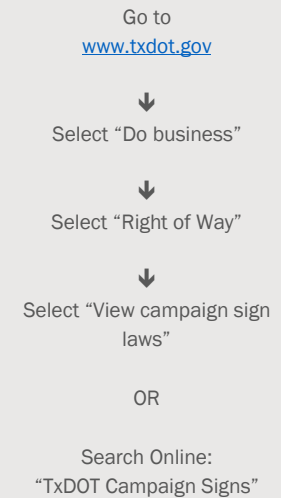 Go to
www.txdot.gov
🡻
Select “Do business”
🡻
Select “Right of Way”
🡻
Select “View campaign sign
laws”
OR
Search Online:
“TxDOT Campaign Signs”